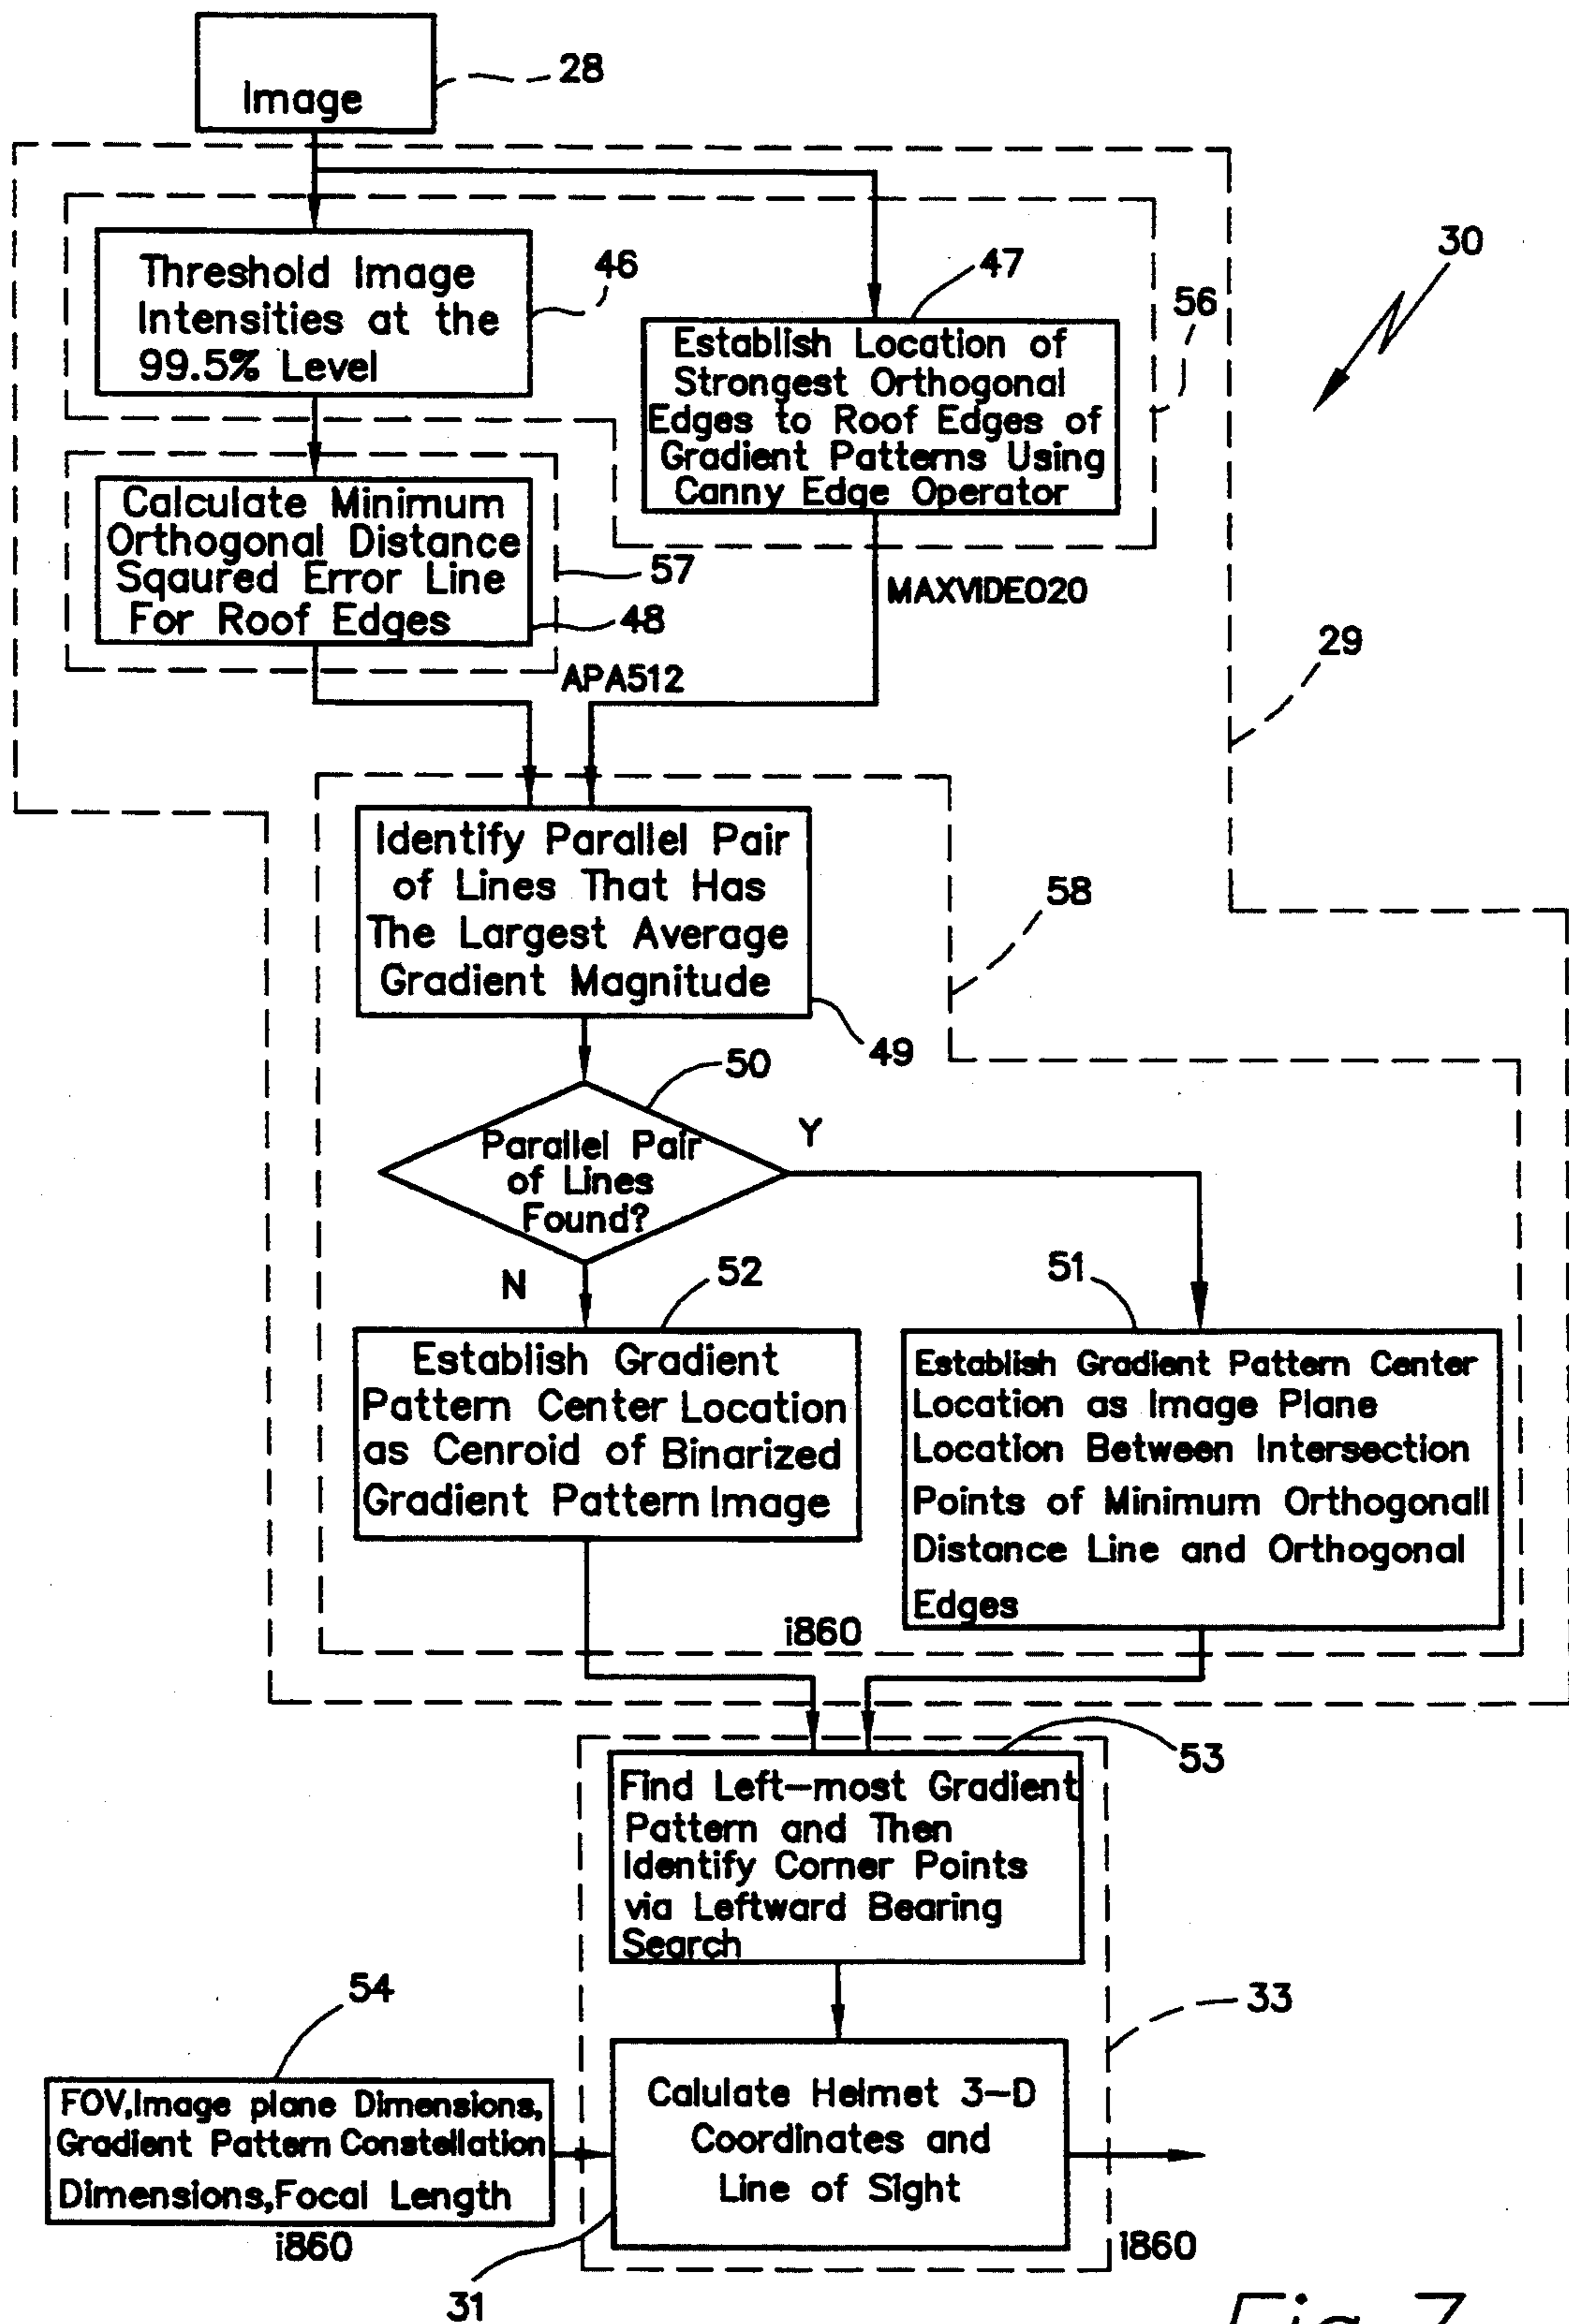 Image
28
30
Threshold Image
Intensities at the
99.5% Level
46
47
56
Establish Location of
Strongest Orthogonal
Edges to Roof Edges of
Gradient Patterns Using
Canny Edge Operator
Calculate Minimum
Orthogonal Distance
Sqaured Error Line
For Roof Edges
57
48
MAXVIDEO20
29
APA512
Identify Parallel Pair
of Lines That Has
The Largest Average
Gradient Magnitude
58
49
50
Parallel Pair
of Lines
Found?
Y
N
52
51
Establish Gradient
Pattern Center Location
as Cenroid of Binarized
Gradient Pattern Image
Establish Gradient Pattern Center
Location as Image Plane
Location Between Intersection
Points of Minimum Orthogonall
Distance Line and Orthogonal
Edges
i860
53
Find Left-most Gradient
Pattern and Then
Identify Corner Points
via Leftward Bearing
Search
54
33
FOV,Image plane Dimensions,
Gradient Pattern Constellation
Dimensions,Focal Length
i860
Calulate Helmet 3-D
Coordinates and
Line of Sight
i860
31
Fig. 7